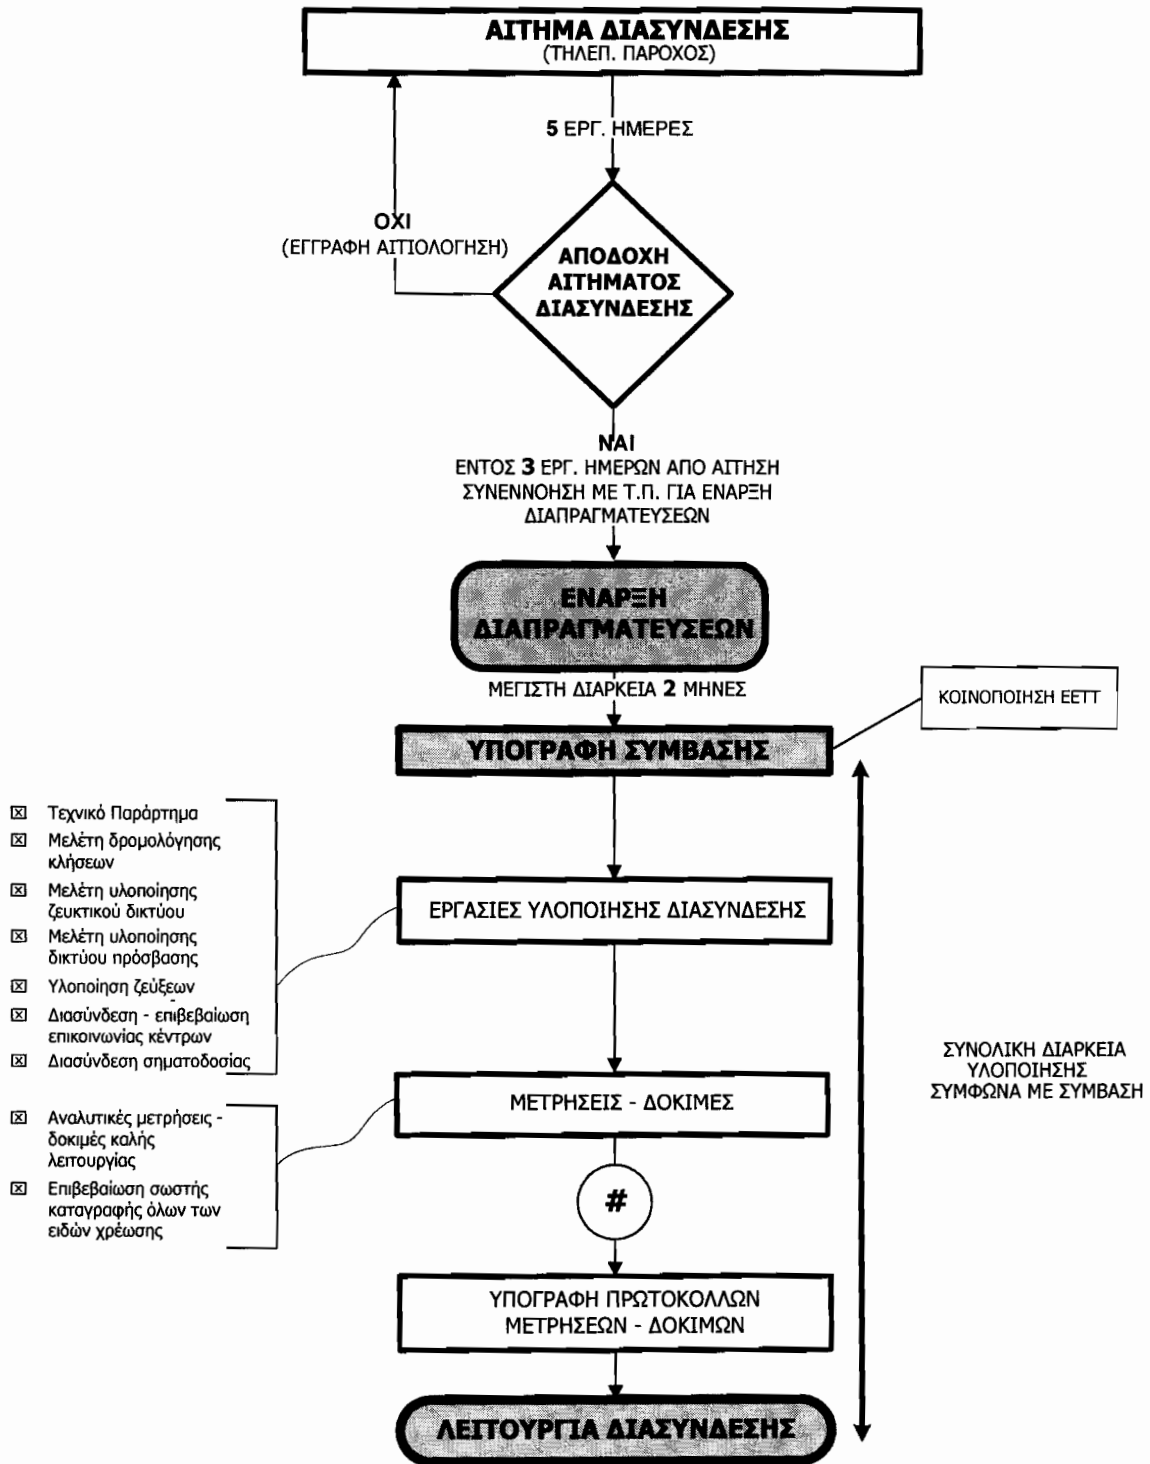 ΑΙΤΗΜΑ ΔΙΑΣΥΝΔΕΣΗΣ
(ΤΗΛΕΠ. ΠΑΡΟΧΟΣ)
5 ΕΡΓ. ΗΜΕΡΕΣ
ΟΧΙ
(ΕΓΓΡΑΦΗ ΑΙΤΙΟΛΟΓΗΣΗ)
ΑΠΟΔΟΧΗ
ΑΙΤΗΜΑΤΟΣ
ΔΙΑΣΥΝΔΕΣΗΣ
ΝΑΙ
ΕΝΤΟΣ 3 ΕΡΓ. ΗΜΕΡΩΝ ΑΠΟ ΑΙΤΗΣΗ
ΣΥΝΕΝΝΟΗΣΗ ΜΕ Τ.Π. ΓΙΑ ΕΝΑΡΞΗ
ΔΙΑΠΡΑΓΜΑΤΕΥΣΕΩΝ
ΕΝΑΡΞΗ
ΔΙΑΠΡΑΓΜΑΤΕΥΣΕΩΝ
ΜΕΓΙΣΤΗ ΔΙΑΡΚΕΙΑ 2 ΜΗΝΕΣ
ΚΟΙΝΟΠΟΙΗΣΗ ΕΕΤΤ
ΥΠΟΓΡΑΦΗ ΣΥΜΒΑΣΗΣ
Τεχνικό Παράρτημα
Μελέτη δρομολόγησης
κλήσεων
Μελέτη υλοποίησης
ζευκτικού δικτύου
Μελέτη υλοποίησης
δικτύου πρόσβασης
Υλοποίηση ζεύξεων
Διασύνδεση - επιβεβαίωση
επικοινωνίας κέντρων
Διασύνδεση σηματοδοσίας
ΕΡΓΑΣΙΕΣ ΥΛΟΠΟΙΗΣΗΣ ΔΙΑΣΥΝΔΕΣΗΣ
ΣΥΝΟΛΙΚΗ ΔΙΑΡΚΕΙΑ
ΥΛΟΠΟΙΗΣΗΣ
ΣΥΜΦΩΝΑ ΜΕ ΣΥΜΒΑΣΗ
ΜΕΤΡΗΣΕΙΣ - ΔΟΚΙΜΕΣ
Αναλυτικές μετρήσεις -
δοκιμές καλής
λειτουργίας
Επιβεβαίωση σωστής
καταγραφής όλων των
ειδών χρέωσης
#
ΥΠΟΓΡΑΦΗ ΠΡΩΤΟΚΟΛΛΩΝ
ΜΕΤΡΗΣΕΩΝ - ΔΟΚΙΜΩΝ
ΛΕΙΤΟΥΡΓΙΑ ΔΙΑΣΥΝΔΕΣΗΣ